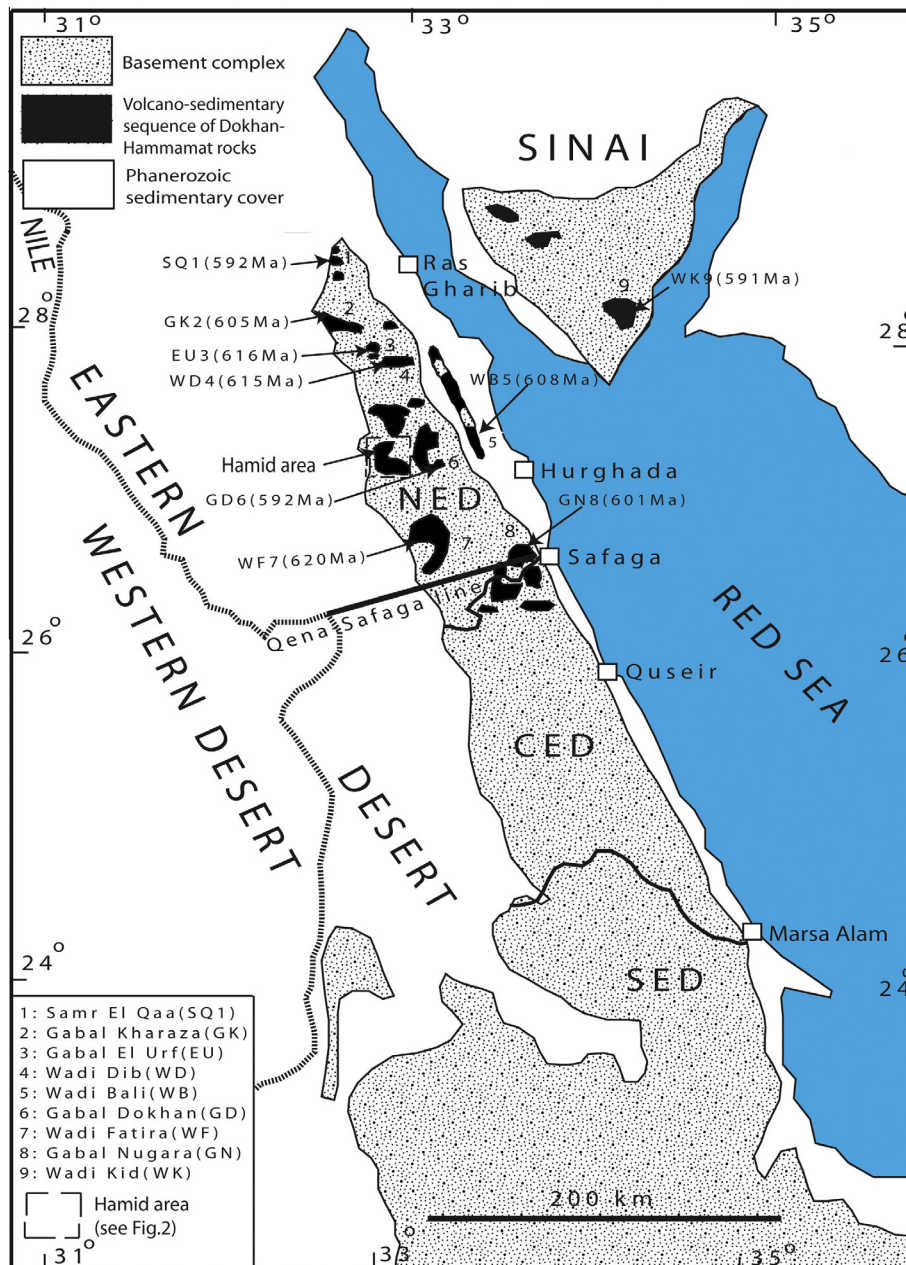 31°
33°
35°
Basement complex
Volcano-sedimentary
sequence of Dokhan-
Hammamat rocks
Phanerozoic
sedimentary cover
SINAI
NILE
SQ1(592Ma)
1
Ras
Gharib
9
WK9(591Ma)
28°
GK2(605Ma)
2
28°
EU3(616Ma)
3
WD4(615Ma)
4
WB5(608Ma)
5
EASTERN
Hamid area
6
Hurghada
GD6(592Ma)
NED
GN8(601Ma)
WF7(620Ma)
7
8
Safaga
WESTERN DESERT
Qena-Safaga line
RED SEA
26°
26°
Quseir
CED
DESERT
Marsa Alam
24°
SED
24°
1: Samr El Qaa(SQ1)
2: Gabal Kharaza(GK)
3: Gabal El Urf(EU)
4: Wadi Dib(WD)
5: Wadi Bali(WB)
6: Gabal Dokhan(GD)
7: Wadi Fatira(WF)
8: Gabal Nugara(GN)
9: Wadi Kid(WK)
Hamid area
(see Fig.2)
200 km
31°
33°
35°